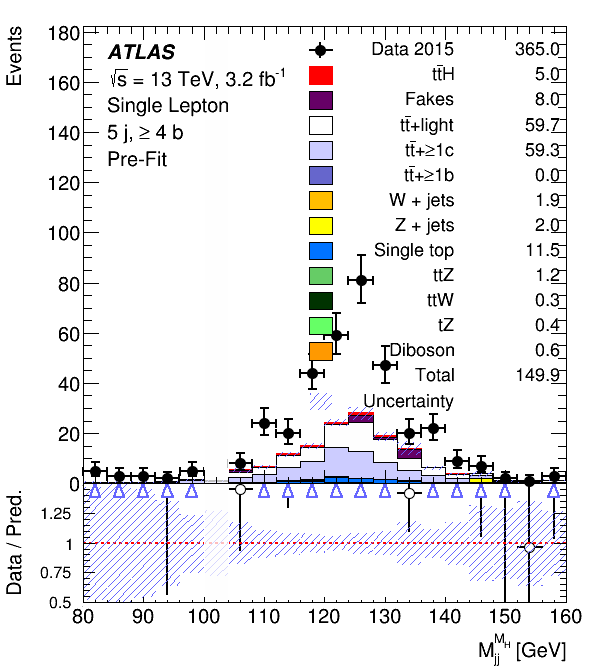 Events
180
160
140
120
100
80
60
40
20
0
ATLAS
√s = 13 TeV, 3.2 fb⁻¹
Single Lepton
5 j, ≥ 4 b
Pre-Fit
Data 2015 365.0
tt̄H 5.0
Fakes 8.0
tt̄+light 59.7
tt̄+≥1c 59.3
tt̄+≥1b 0.0
W + jets 1.9
Z + jets 2.0
Single top 11.5
ttZ 1.2
ttW 0.3
tZ 0.4
Diboson 0.6
Total 149.9
Uncertainty
Data / Pred.
1.25
1
0.75
0.5
80 90 100 110 120 130 140 150 160
M_jj^{M_H} [GeV]